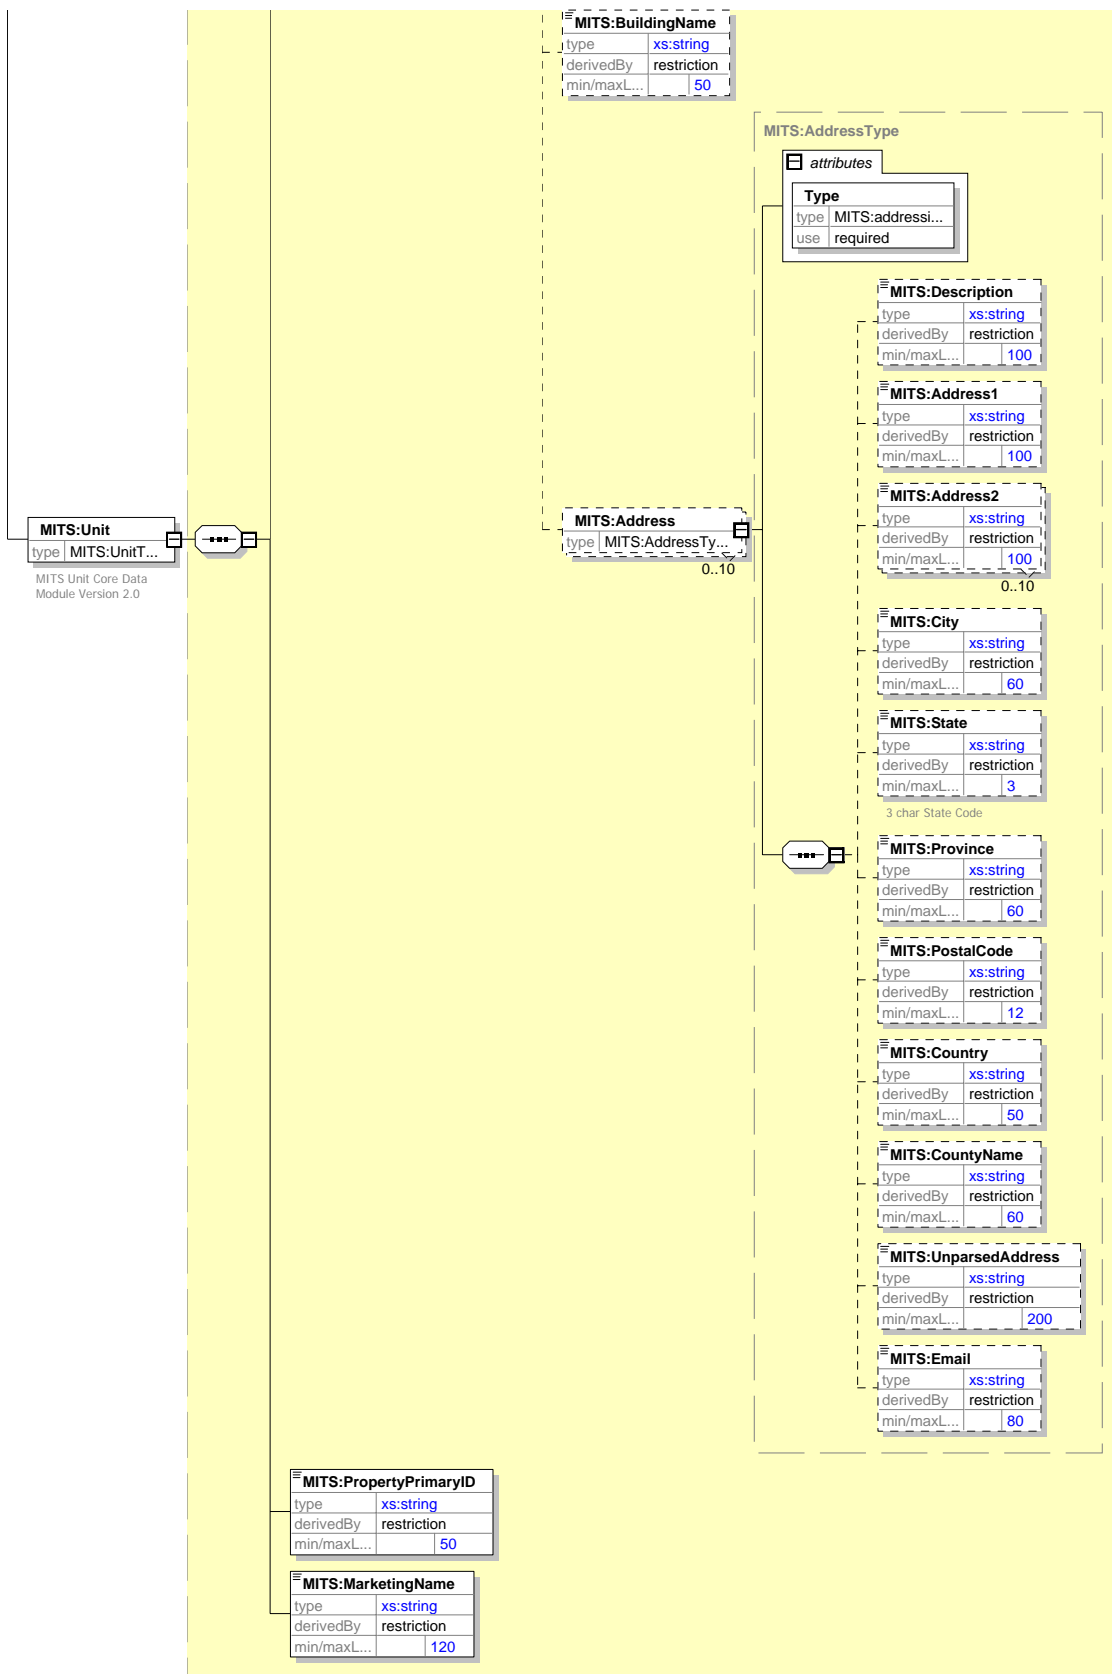 MITS:BuildingName
type xs:string
derivedBy restriction
min/maxL... 50
MITS:AddressType
attributes
Type
type MITS:addressi...
use required
MITS:Description
type xs:string
derivedBy restriction
min/maxL... 100
MITS:Address1
type xs:string
derivedBy restriction
min/maxL... 100
MITS:Unit
type MITS:UnitT...
MITS Unit Core Data
Module Version 2.0
MITS:Address
type MITS:AddressTy...
0..10
MITS:Address2
type xs:string
derivedBy restriction
min/maxL... 100
0..10
MITS:City
type xs:string
derivedBy restriction
min/maxL... 60
MITS:State
type xs:string
derivedBy restriction
min/maxL... 3
3 char State Code
MITS:Province
type xs:string
derivedBy restriction
min/maxL... 60
MITS:PostalCode
type xs:string
derivedBy restriction
min/maxL... 12
MITS:Country
type xs:string
derivedBy restriction
min/maxL... 50
MITS:CountyName
type xs:string
derivedBy restriction
min/maxL... 60
MITS:UnparsedAddress
type xs:string
derivedBy restriction
min/maxL... 200
MITS:Email
type xs:string
derivedBy restriction
min/maxL... 80
MITS:PropertyPrimaryID
type xs:string
derivedBy restriction
min/maxL... 50
MITS:MarketingName
type xs:string
derivedBy restriction
min/maxL... 120